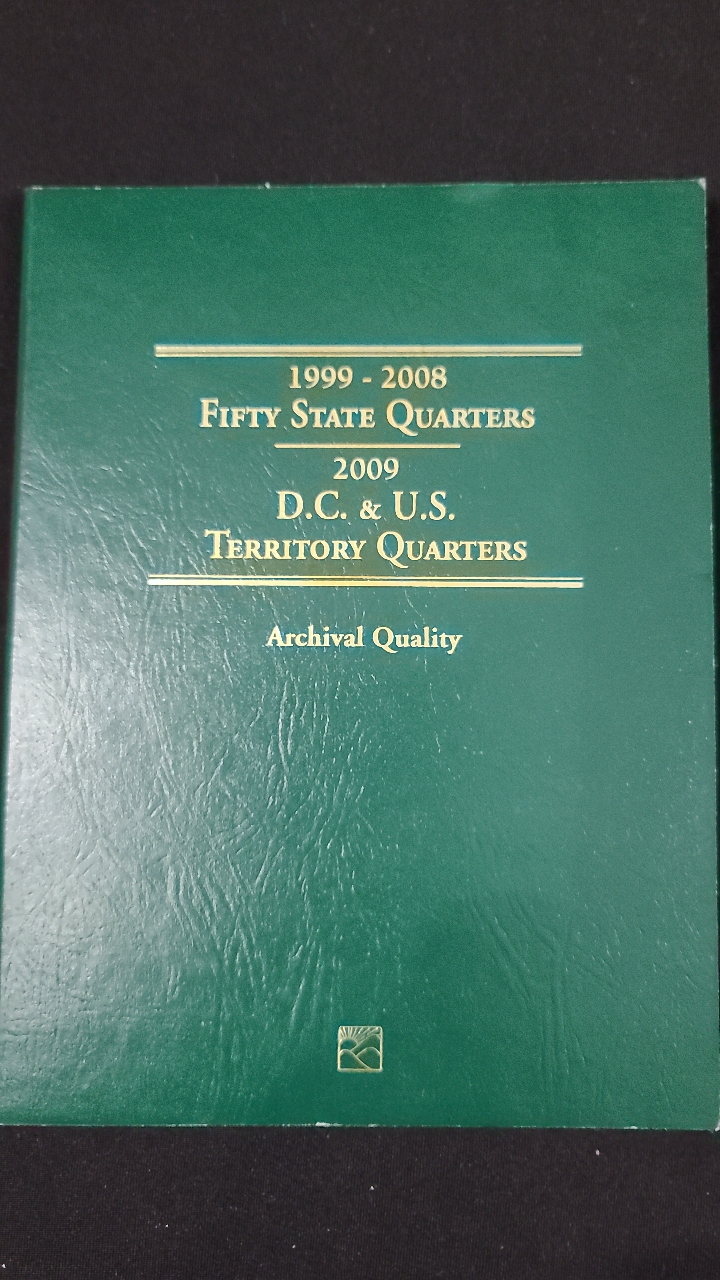 1999 - 2008
FIFTY STATE QUARTERS
2009
D.C. & U.S.
TERRITORY QUARTERS
Archival Quality